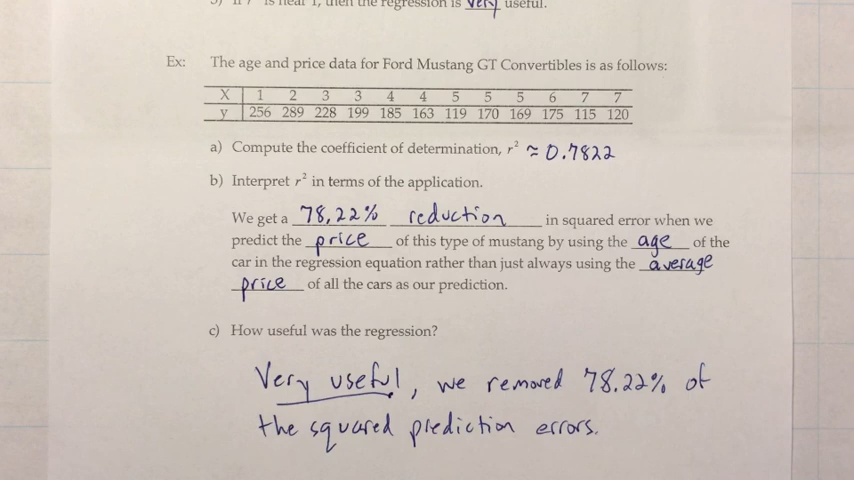 3) If r² is near 1, then the regression is very useful.
Ex: The age and price data for Ford Mustang GT Convertibles is as follows:
X 1 2 3 3 4 4 5 5 5 6 7 7
y 256 289 228 199 185 163 119 170 169 175 115 120
a) Compute the coefficient of determination, r² ≈ 0.7822
b) Interpret r² in terms of the application.
We get a 78.22% reduction in squared error when we
predict the price of this type of mustang by using the age of the
car in the regression equation rather than just always using the average
price of all the cars as our prediction.
c) How useful was the regression?
Very useful, we removed 78.22% of
the squared prediction errors.